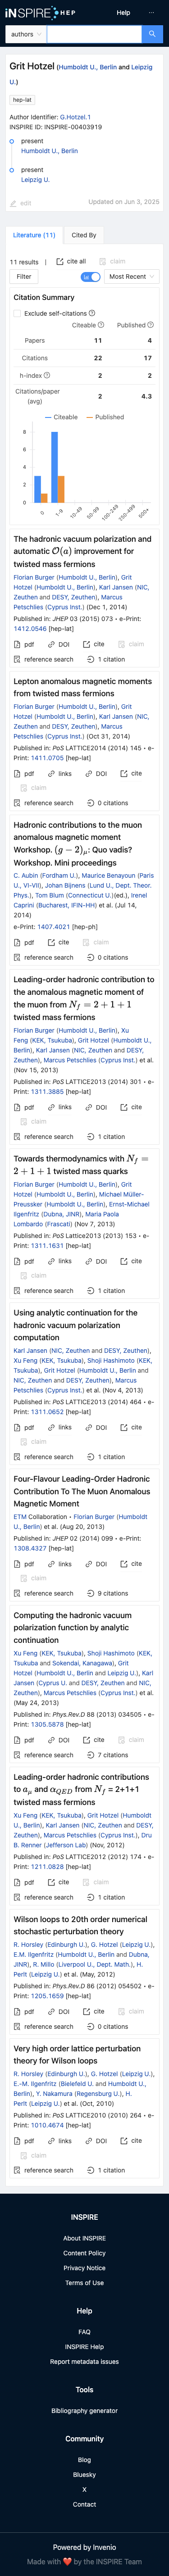 iNSPIRE HEP
Help
...
authors
Grit Hotzel (Humboldt U., Berlin and Leipzig
U.)
hep-lat
Author Identifier: G.Hotzel.1
INSPIRE ID: INSPIRE-00403919
present
Humboldt U., Berlin
present
Leipzig U.
edit
Updated on Jun 3, 2025
Literature (11)
Cited By
11 results | cite all claim
Filter
Most Recent
Citation Summary
Exclude self-citations
Citeable Published
Papers 11 4
Citations 22 17
h-index 2 2
Citations/paper
(avg) 2 4.3
Citeable Published
8
6
4
2
0
0 1-9 10-49 50-99 100-249 250-499 500+
The hadronic vacuum polarization and
automatic O(a) improvement for
twisted mass fermions
Florian Burger (Humboldt U., Berlin), Grit
Hotzel (Humboldt U., Berlin), Karl Jansen (NIC,
Zeuthen and DESY, Zeuthen), Marcus
Petschlies (Cyprus Inst.) (Dec 1, 2014)
Published in: JHEP 03 (2015) 073 • e-Print:
1412.0546 [hep-lat]
pdf DOI cite claim
reference search 1 citation
Lepton anomalous magnetic moments
from twisted mass fermions
Florian Burger (Humboldt U., Berlin), Grit
Hotzel (Humboldt U., Berlin), Karl Jansen (NIC,
Zeuthen and DESY, Zeuthen), Marcus
Petschlies (Cyprus Inst.) (Oct 31, 2014)
Published in: PoS LATTICE2014 (2014) 145 • e-
Print: 1411.0705 [hep-lat]
pdf links DOI cite
claim
reference search 0 citations
Hadronic contributions to the muon
anomalous magnetic moment
Workshop. (g − 2)μ: Quo vadis?
Workshop. Mini proceedings
C. Aubin (Fordham U.), Maurice Benayoun (Paris
U., VI-VII), Johan Bijnens (Lund U., Dept. Theor.
Phys.), Tom Blum (Connecticut U.)(ed.), Irenel
Caprini (Bucharest, IFIN-HH) et al. (Jul 14,
2014)
e-Print: 1407.4021 [hep-ph]
pdf cite claim
reference search 0 citations
Leading-order hadronic contribution to
the anomalous magnetic moment of
the muon from Nf = 2 + 1 + 1
twisted mass fermions
Florian Burger (Humboldt U., Berlin), Xu
Feng (KEK, Tsukuba), Grit Hotzel (Humboldt U.,
Berlin), Karl Jansen (NIC, Zeuthen and DESY,
Zeuthen), Marcus Petschlies (Cyprus Inst.) et al.
(Nov 15, 2013)
Published in: PoS LATTICE2013 (2014) 301 • e-
Print: 1311.3885 [hep-lat]
pdf links DOI cite
claim
reference search 1 citation
Towards thermodynamics with Nf =
2 + 1 + 1 twisted mass quarks
Florian Burger (Humboldt U., Berlin), Grit
Hotzel (Humboldt U., Berlin), Michael Müller-
Preussker (Humboldt U., Berlin), Ernst-Michael
Ilgenfritz (Dubna, JINR), Maria Paola
Lombardo (Frascati) (Nov 7, 2013)
Published in: PoS Lattice2013 (2013) 153 • e-
Print: 1311.1631 [hep-lat]
pdf links DOI cite
claim
reference search 1 citation
Using analytic continuation for the
hadronic vacuum polarization
computation
Karl Jansen (NIC, Zeuthen and DESY, Zeuthen),
Xu Feng (KEK, Tsukuba), Shoji Hashimoto (KEK,
Tsukuba), Grit Hotzel (Humboldt U., Berlin and
NIC, Zeuthen and DESY, Zeuthen), Marcus
Petschlies (Cyprus Inst.) et al. (Nov 4, 2013)
Published in: PoS LATTICE2013 (2014) 464 • e-
Print: 1311.0652 [hep-lat]
pdf links DOI cite
claim
reference search 1 citation
Four-Flavour Leading-Order Hadronic
Contribution To The Muon Anomalous
Magnetic Moment
ETM Collaboration • Florian Burger (Humboldt
U., Berlin) et al. (Aug 20, 2013)
Published in: JHEP 02 (2014) 099 • e-Print:
1308.4327 [hep-lat]
pdf links DOI cite
claim
reference search 9 citations
Computing the hadronic vacuum
polarization function by analytic
continuation
Xu Feng (KEK, Tsukuba), Shoji Hashimoto (KEK,
Tsukuba and Sokendai, Kanagawa), Grit
Hotzel (Humboldt U., Berlin and Leipzig U.), Karl
Jansen (Cyprus U. and DESY, Zeuthen and NIC,
Zeuthen), Marcus Petschlies (Cyprus Inst.) et al.
(May 24, 2013)
Published in: Phys.Rev.D 88 (2013) 034505 • e-
Print: 1305.5878 [hep-lat]
pdf DOI cite claim
reference search 7 citations
Leading-order hadronic contributions
to aμ and αQED from Nf = 2+1+1
twisted mass fermions
Xu Feng (KEK, Tsukuba), Grit Hotzel (Humboldt
U., Berlin), Karl Jansen (NIC, Zeuthen and DESY,
Zeuthen), Marcus Petschlies (Cyprus Inst.), Dru
B. Renner (Jefferson Lab) (Nov, 2012)
Published in: PoS LATTICE2012 (2012) 174 • e-
Print: 1211.0828 [hep-lat]
pdf cite claim
reference search 1 citation
Wilson loops to 20th order numerical
stochastic perturbation theory
R. Horsley (Edinburgh U.), G. Hotzel (Leipzig U.),
E.M. Ilgenfritz (Humboldt U., Berlin and Dubna,
JINR), R. Millo (Liverpool U., Dept. Math.), H.
Perlt (Leipzig U.) et al. (May, 2012)
Published in: Phys.Rev.D 86 (2012) 054502 • e-
Print: 1205.1659 [hep-lat]
pdf DOI cite claim
reference search 0 citations
Very high order lattice perturbation
theory for Wilson loops
R. Horsley (Edinburgh U.), G. Hotzel (Leipzig U.),
E.-M. Ilgenfritz (Bielefeld U. and Humboldt U.,
Berlin), Y. Nakamura (Regensburg U.), H.
Perlt (Leipzig U.) et al. (Oct, 2010)
Published in: PoS LATTICE2010 (2010) 264 • e-
Print: 1010.4674 [hep-lat]
pdf links DOI cite
claim
reference search 1 citation
INSPIRE
About INSPIRE
Content Policy
Privacy Notice
Terms of Use
Help
FAQ
INSPIRE Help
Report metadata issues
Tools
Bibliography generator
Community
Blog
Bluesky
X
Contact
Powered by Invenio
Made with ❤ by the INSPIRE Team